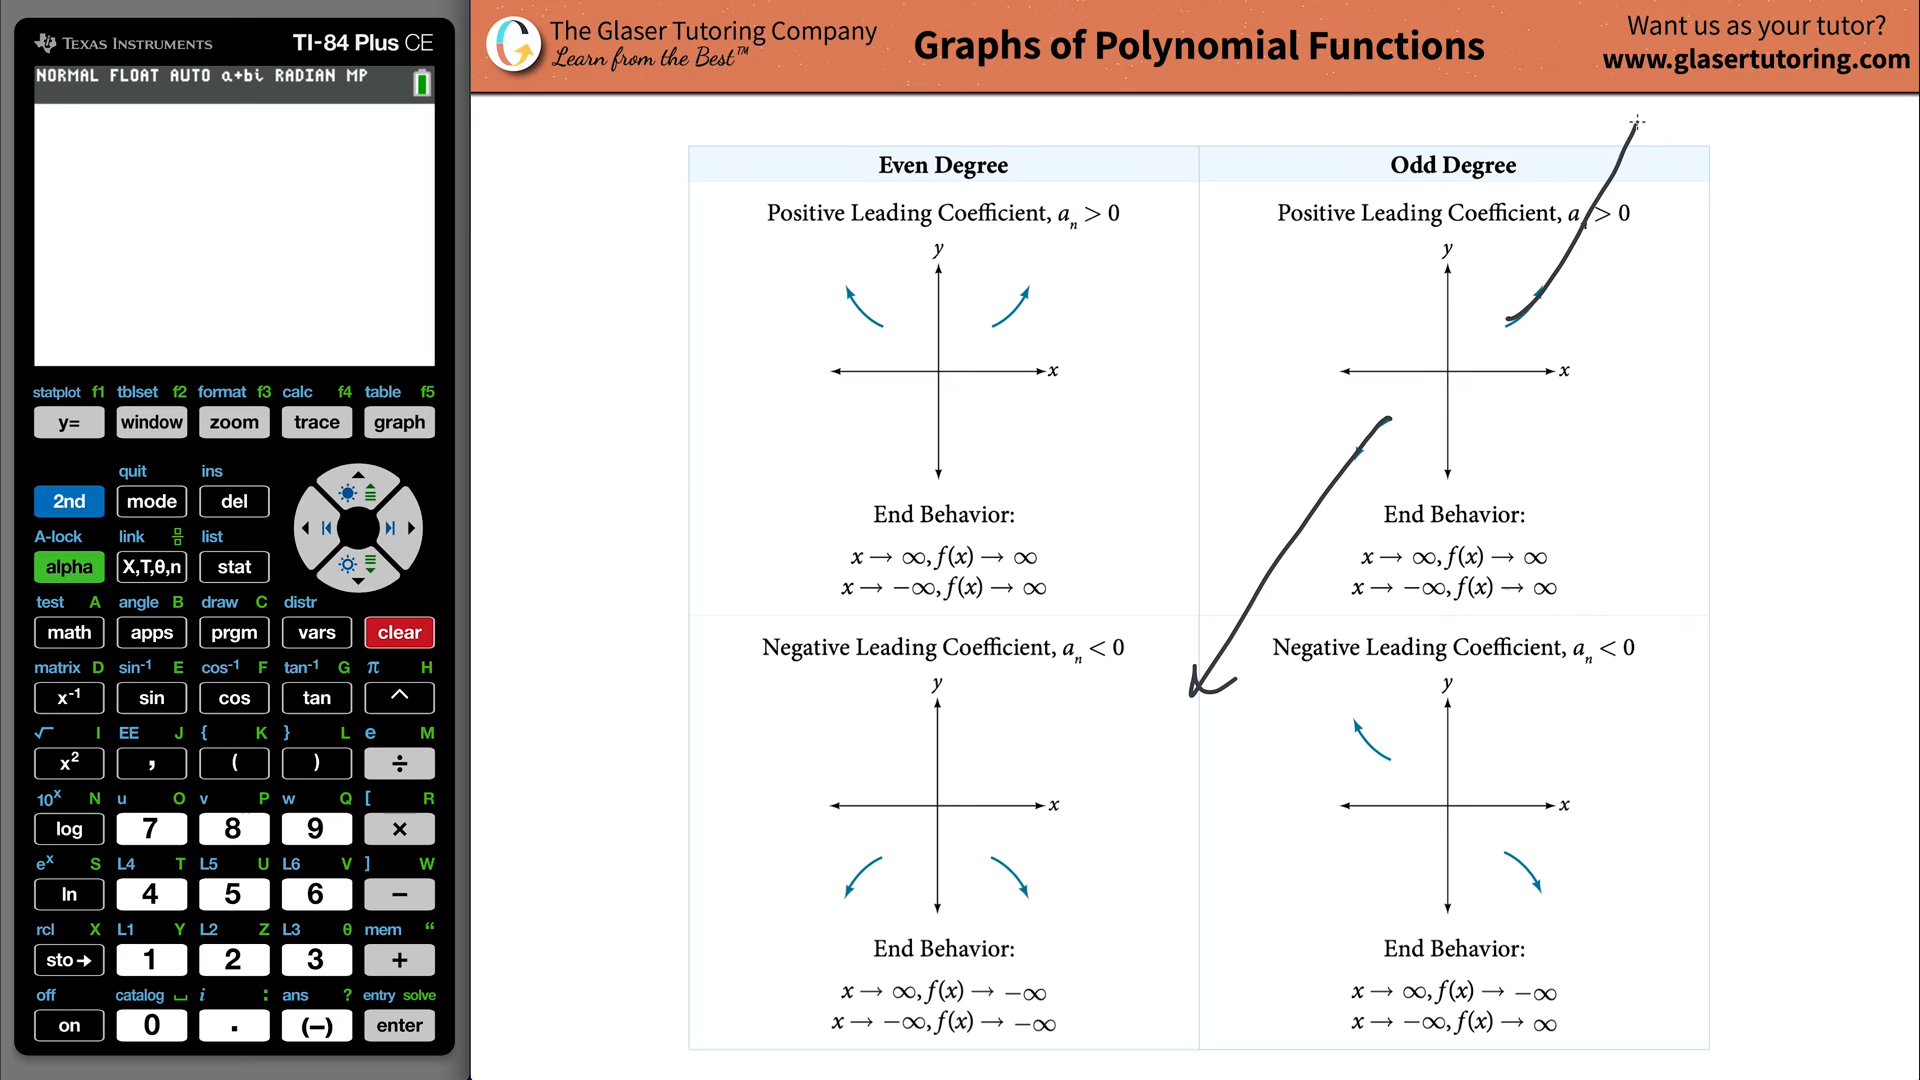 TEXAS INSTRUMENTS TI-84 Plus CE
NORMAL FLOAT AUTO a+bi RADIAN MP
statplot f1 tblset f2 format f3 calc f4 table f5
y= window zoom trace graph
quit ins
2nd mode del
A-lock link list
alpha X,T,θ,n stat
test A angle B draw C distr
math apps prgm vars clear
matrix D sin⁻¹ E cos⁻¹ F tan⁻¹ G π H
x⁻¹ sin cos tan ^
√ I EE J { K } L e M
x² , ( ) ÷
10ˣ N u O v P w Q [ R
log 7 8 9 ×
eˣ S L4 T L5 U L6 V ] W
ln 4 5 6 −
rcl X L1 Y L2 Z L3 θ mem “
sto→ 1 2 3 +
off catalog ⎵ i : ans ? entry solve
on 0 . (−) enter
The Glaser Tutoring Company
Learn from the Best™
Graphs of Polynomial Functions
Want us as your tutor?
www.glasertutoring.com
Even Degree
Positive Leading Coefficient, aₙ > 0
y
x
End Behavior:
x → ∞, f(x) → ∞
x → −∞, f(x) → ∞
Negative Leading Coefficient, aₙ < 0
y
x
End Behavior:
x → ∞, f(x) → −∞
x → −∞, f(x) → −∞
Odd Degree
Positive Leading Coefficient, aₙ > 0
y
x
End Behavior:
x → ∞, f(x) → ∞
x → −∞, f(x) → ∞
Negative Leading Coefficient, aₙ < 0
y
x
End Behavior:
x → ∞, f(x) → −∞
x → −∞, f(x) → ∞